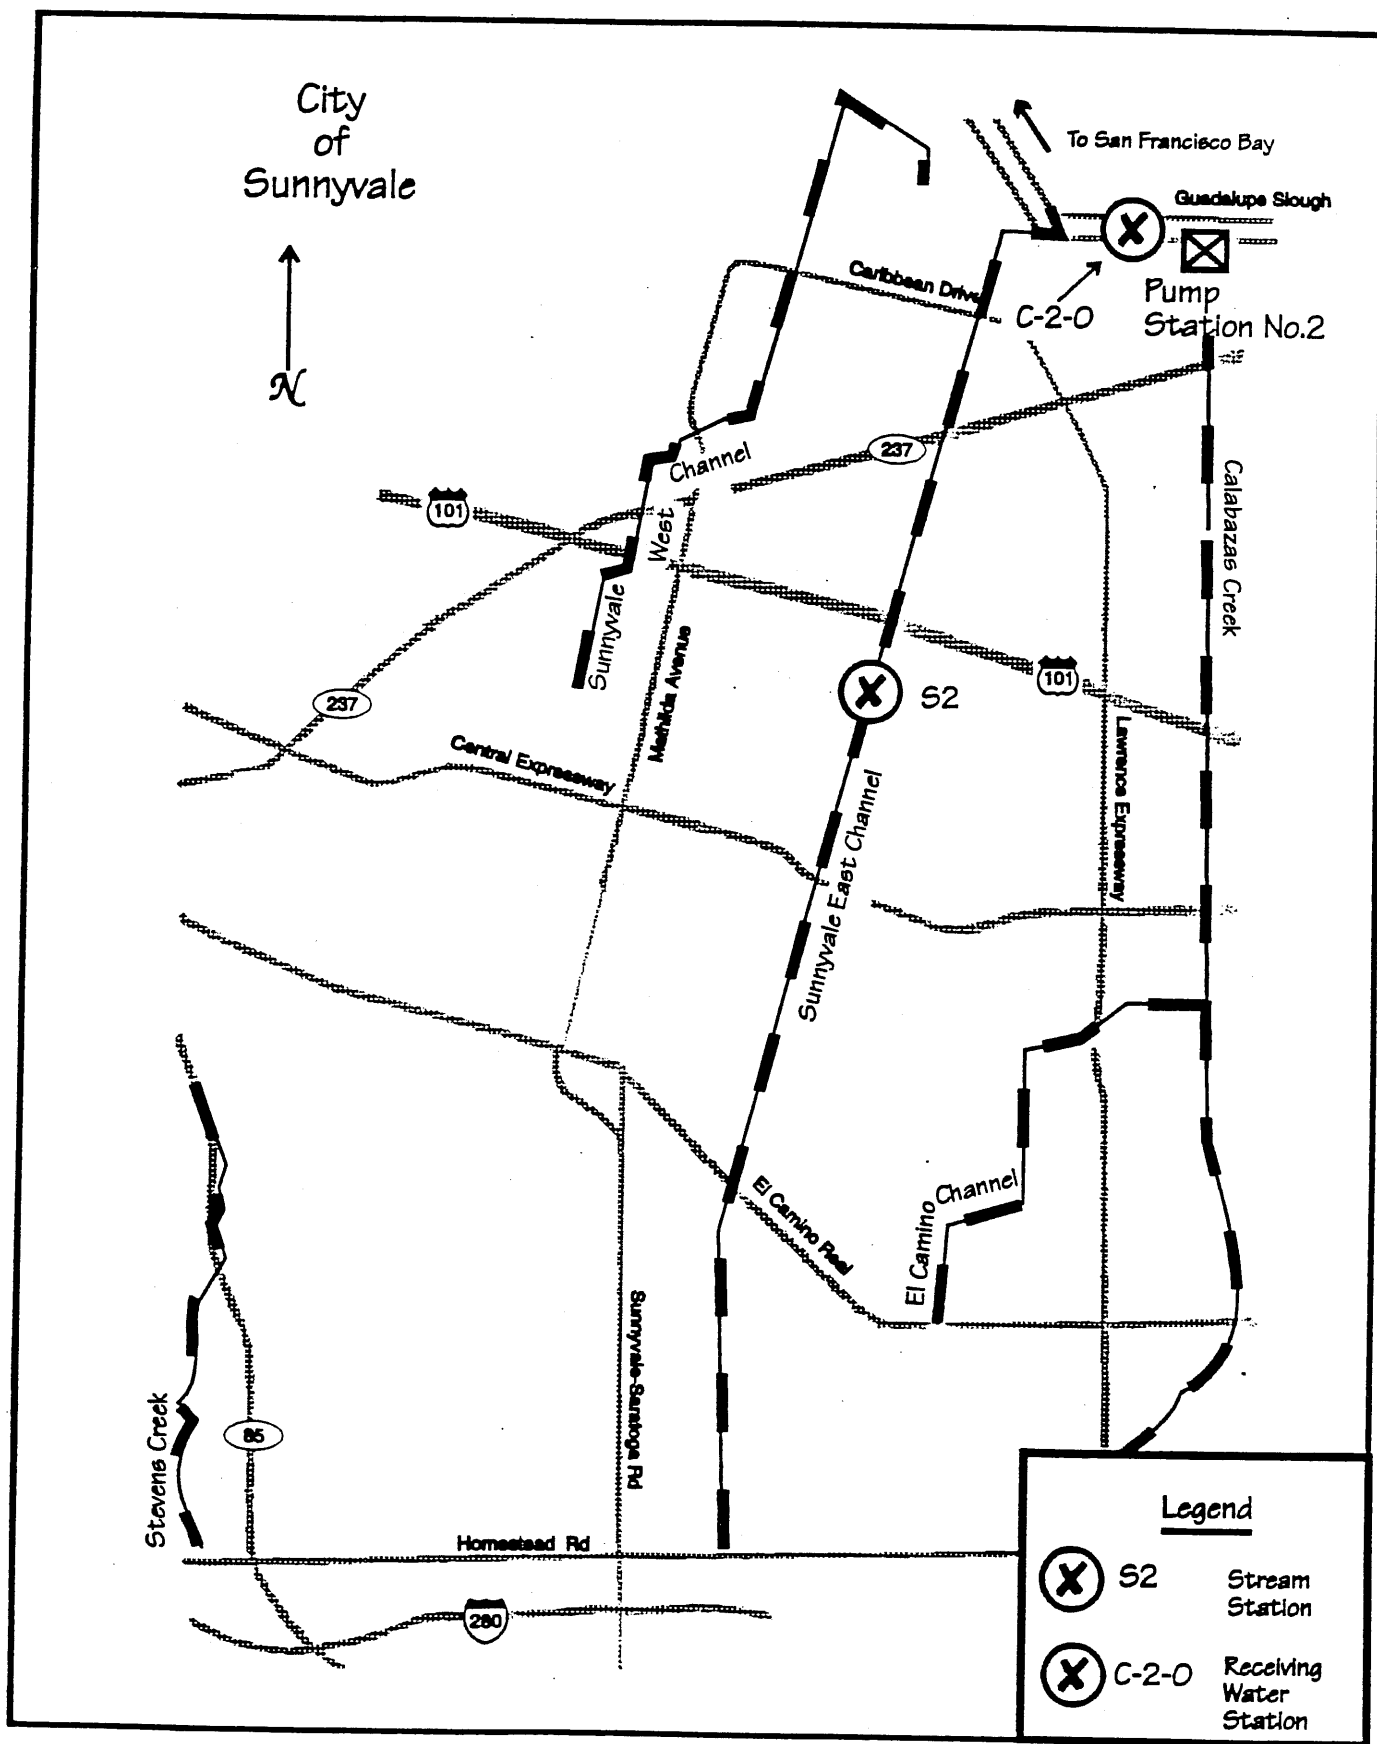 City
of
Sunnyvale
N
To San Francisco Bay
Guadalupe Slough
Caribbean Drive
C-2-0
Pump
Station No.2
237
Channel
West
Sunnyvale
101
Calabazas Creek
237
Mathilda Avenue
S2
101
Central Expressway
Lawrence Expressway
Sunnyvale East Channel
El Camino Real
El Camino
Channel
Sunnyvale-Saratoga Rd
Stevens Creek
85
Homestead Rd
280
Legend
S2
Stream
Station
C-2-0
Receiving
Water
Station